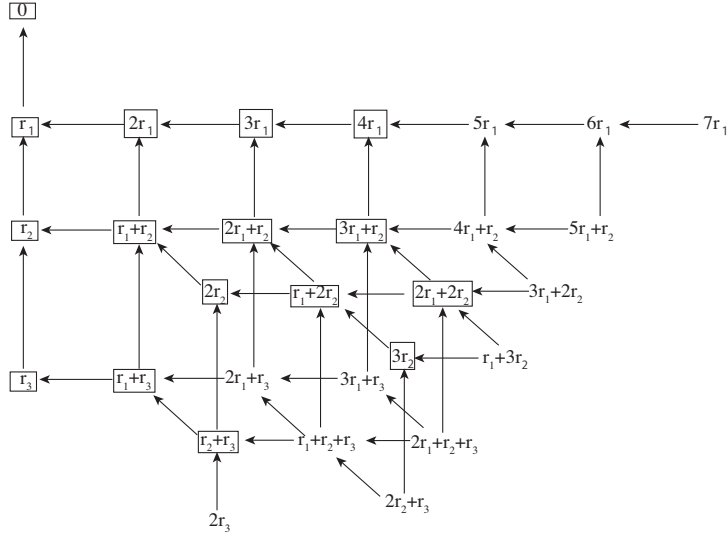 0
r₁ 2r₁ 3r₁ 4r₁ 5r₁ 6r₁ 7r₁
r₂ r₁+r₂ 2r₁+r₂ 3r₁+r₂ 4r₁+r₂ 5r₁+r₂
2r₂ r₁+2r₂ 2r₁+2r₂ 3r₁+2r₂
3r₂ r₁+3r₂
r₃ r₁+r₃ 2r₁+r₃ 3r₁+r₃
r₂+r₃ r₁+r₂+r₃ 2r₁+r₂+r₃
2r₂+r₃
2r₃